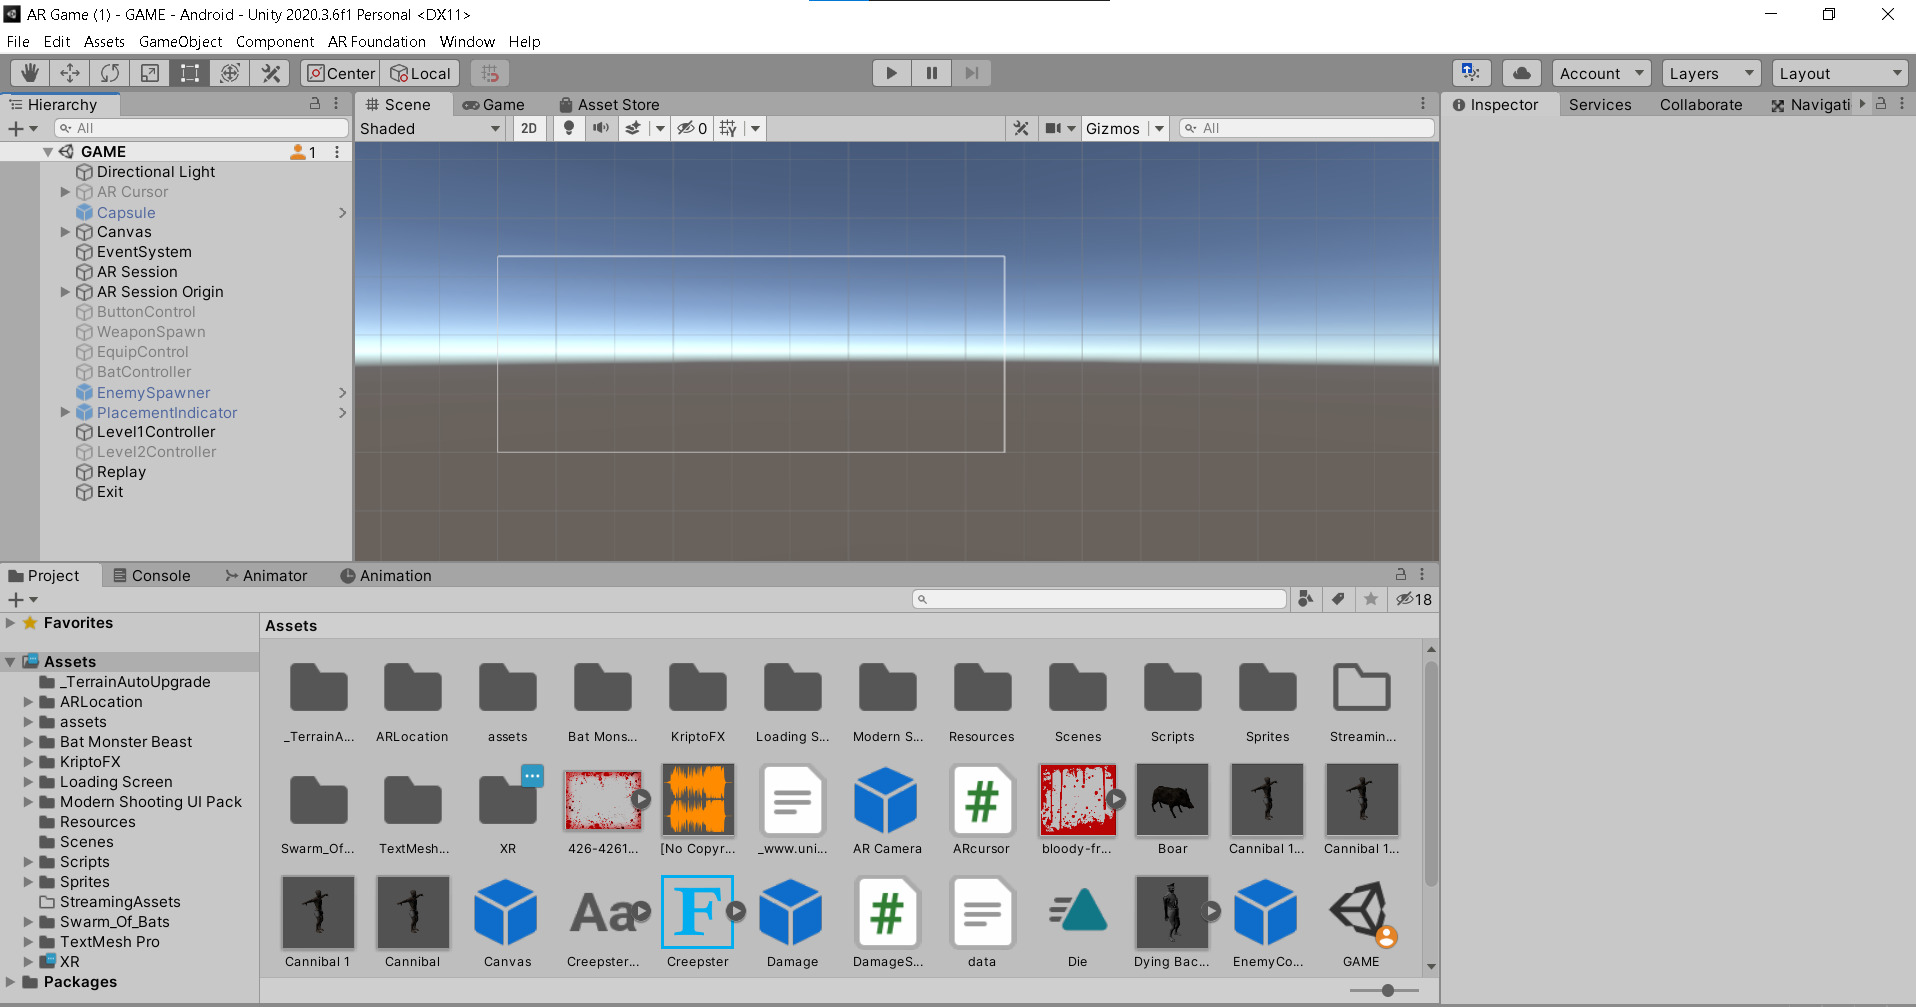 AR Game (1) - GAME - Android - Unity 2020.3.6f1 Personal <DX11>
File Edit Assets GameObject Component AR Foundation Window Help
Center Local Account Layers Layout
Hierarchy
All
GAME 1
Directional Light
AR Cursor
Capsule
Canvas
EventSystem
AR Session
AR Session Origin
ButtonControl
WeaponSpawn
EquipControl
BatController
EnemySpawner
PlacementIndicator
Level1Controller
Level2Controller
Replay
Exit
Scene Game Asset Store
Shaded 2D 0 Gizmos All
Inspector Services Collaborate Navigati
Project Console Animator Animation
18
Favorites
Assets
_TerrainAutoUpgrade
ARLocation
assets
Bat Monster Beast
KriptoFX
Loading Screen
Modern Shooting UI Pack
Resources
Scenes
Scripts
Sprites
StreamingAssets
Swarm_Of_Bats
TextMesh Pro
XR
Packages
Assets
_TerrainA... ARLocation assets Bat Mons... KriptoFX Loading S... Modern S... Resources Scenes Scripts Sprites Streamin...
# 
Swarm_Of... TextMesh... XR 426-4261... [No Copyr... _www.uni... AR Camera ARcursor bloody-fr... Boar Cannibal 1... Cannibal 1...
Aa F #
Cannibal 1 Cannibal Canvas Creepster... Creepster Damage DamageS... data Die Dying Bac... EnemyCo... GAME